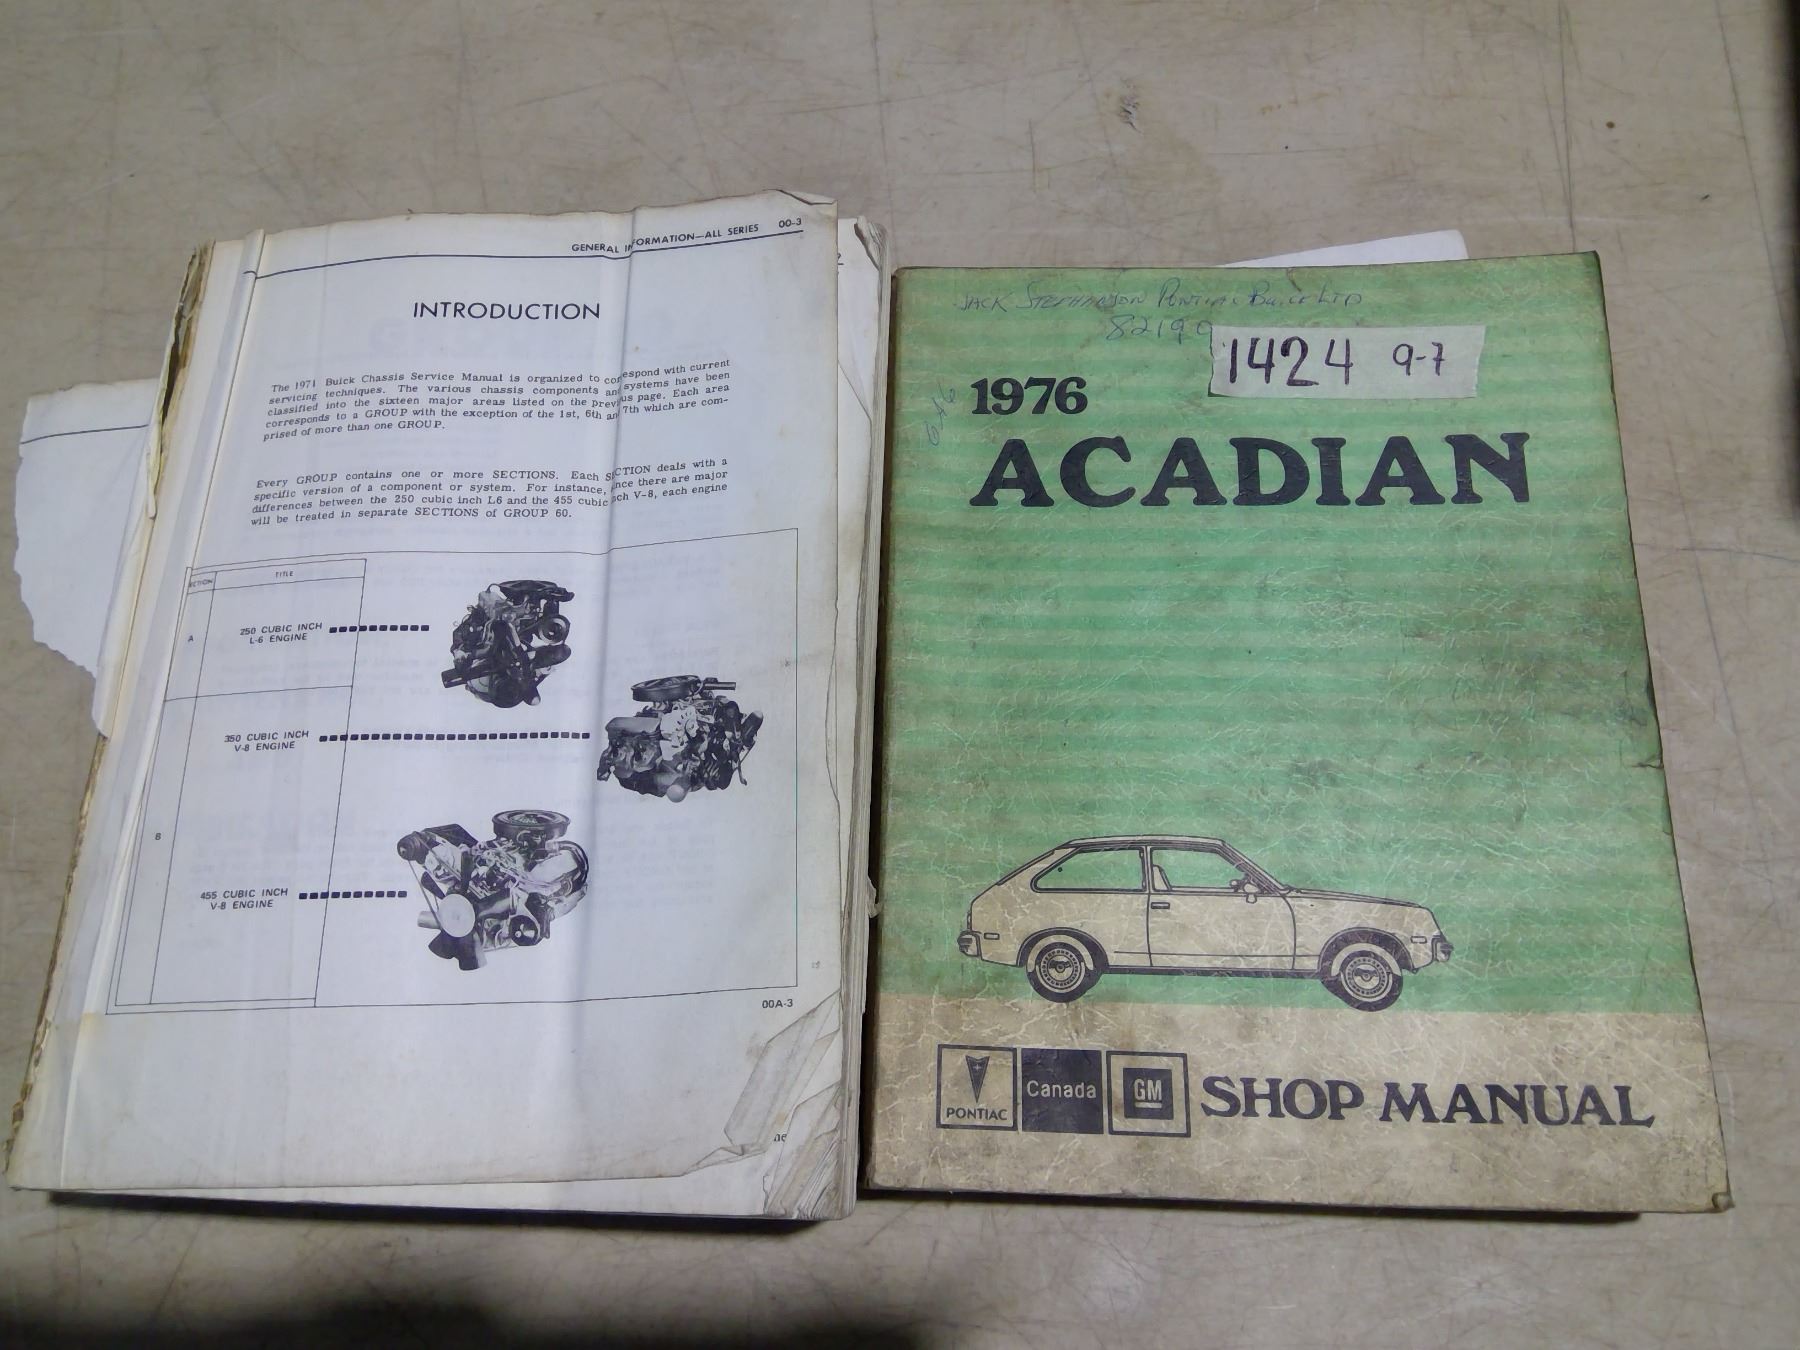 GENERAL INFORMATION—ALL SERIES 00-3
INTRODUCTION
The 1971 Buick Chassis Service Manual is organized to correspond with current
servicing techniques. The various chassis components and systems have been
classified into the sixteen major areas listed on the previous page. Each area
corresponds to a GROUP with the exception of the 1st, 6th and 7th which are com-
prised of more than one GROUP.
Every GROUP contains one or more SECTIONS. Each SECTION deals with a
specific version of a component or system. For instance, since there are major
differences between the 250 cubic inch L6 and the 455 cubic inch V-8, each engine
will be treated in separate SECTIONS of GROUP 60.
ECTION TITLE
A 250 CUBIC INCH
L-6 ENGINE
350 CUBIC INCH
V-8 ENGINE
B
455 CUBIC INCH
V-8 ENGINE
00A-3
ne
JACK STEPHENSON PONTIAC BUICK LTD
82190
1424 9-7
1976
ACADIAN
PONTIAC
Canada
GM
SHOP MANUAL